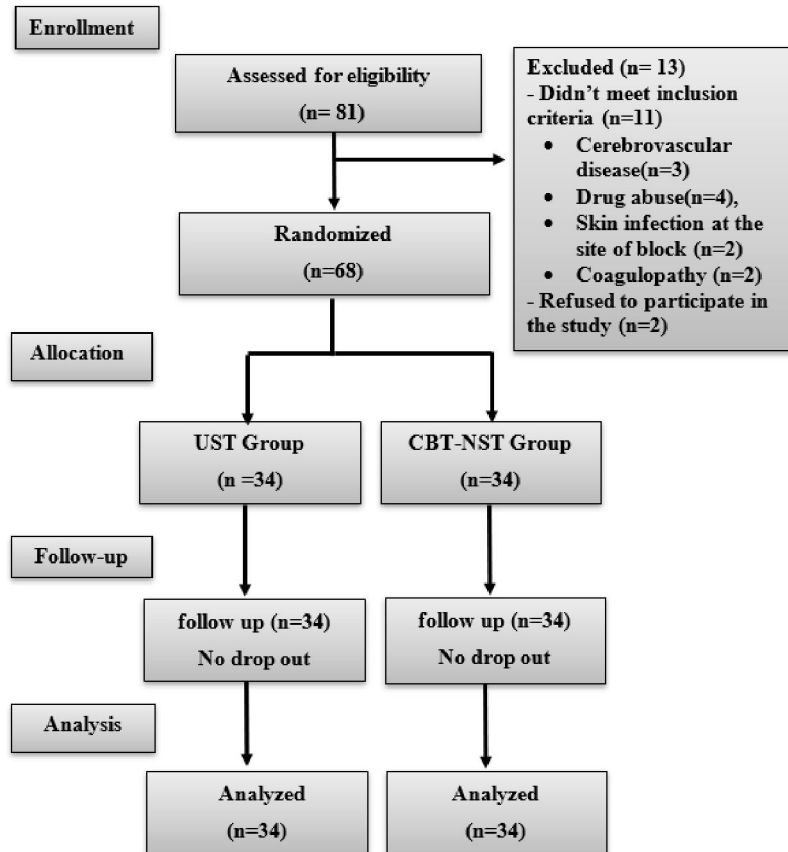 Enrollment
Assessed for eligibility
(n= 81)
Excluded (n= 13)
- Didn't meet inclusion
criteria (n=11)
• Cerebrovascular
disease(n=3)
• Drug abuse(n=4),
• Skin infection at the
site of block (n=2)
• Coagulopathy (n=2)
- Refused to participate in
the study (n=2)
Randomized
(n=68)
Allocation
UST Group
(n =34)
CBT-NST Group
(n=34)
Follow-up
follow up (n=34)
No drop out
follow up (n=34)
No drop out
Analysis
Analyzed
(n=34)
Analyzed
(n=34)